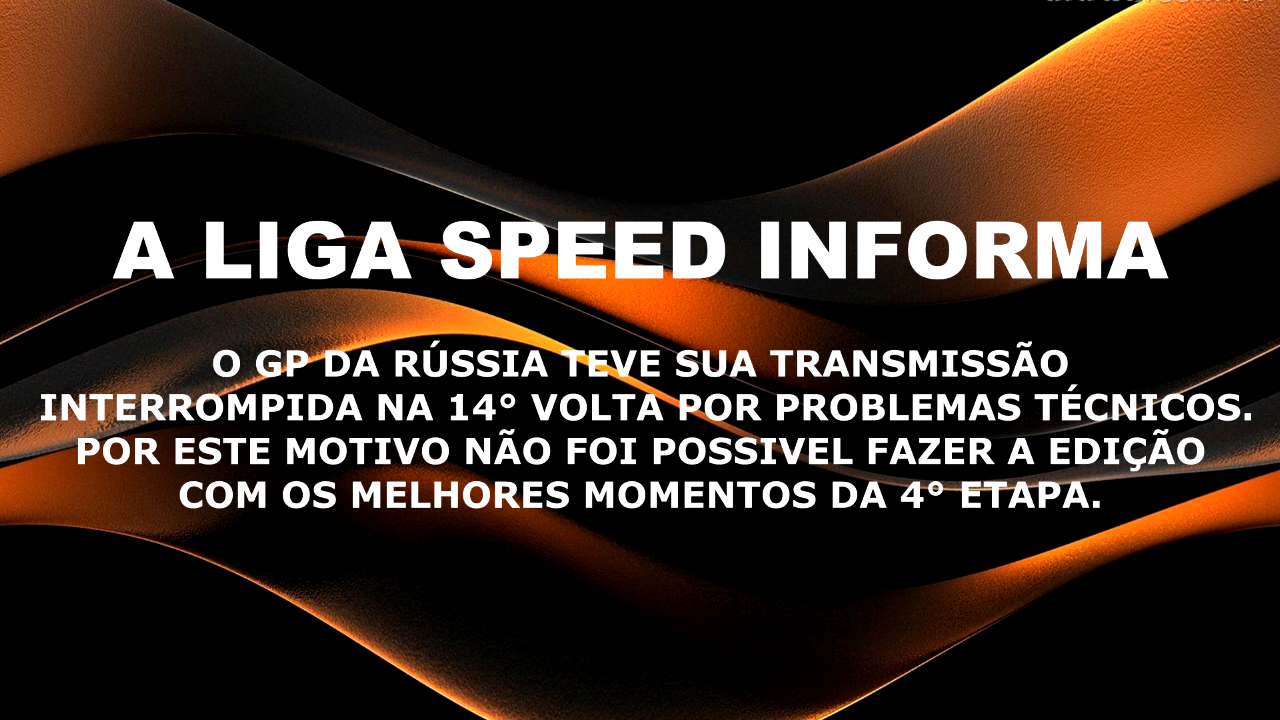 A LIGA SPEED INFORMA
O GP DA RÚSSIA TEVE SUA TRANSMISSÃO
INTERROMPIDA NA 14° VOLTA POR PROBLEMAS TÉCNICOS.
POR ESTE MOTIVO NÃO FOI POSSIVEL FAZER A EDIÇÃO
COM OS MELHORES MOMENTOS DA 4° ETAPA.